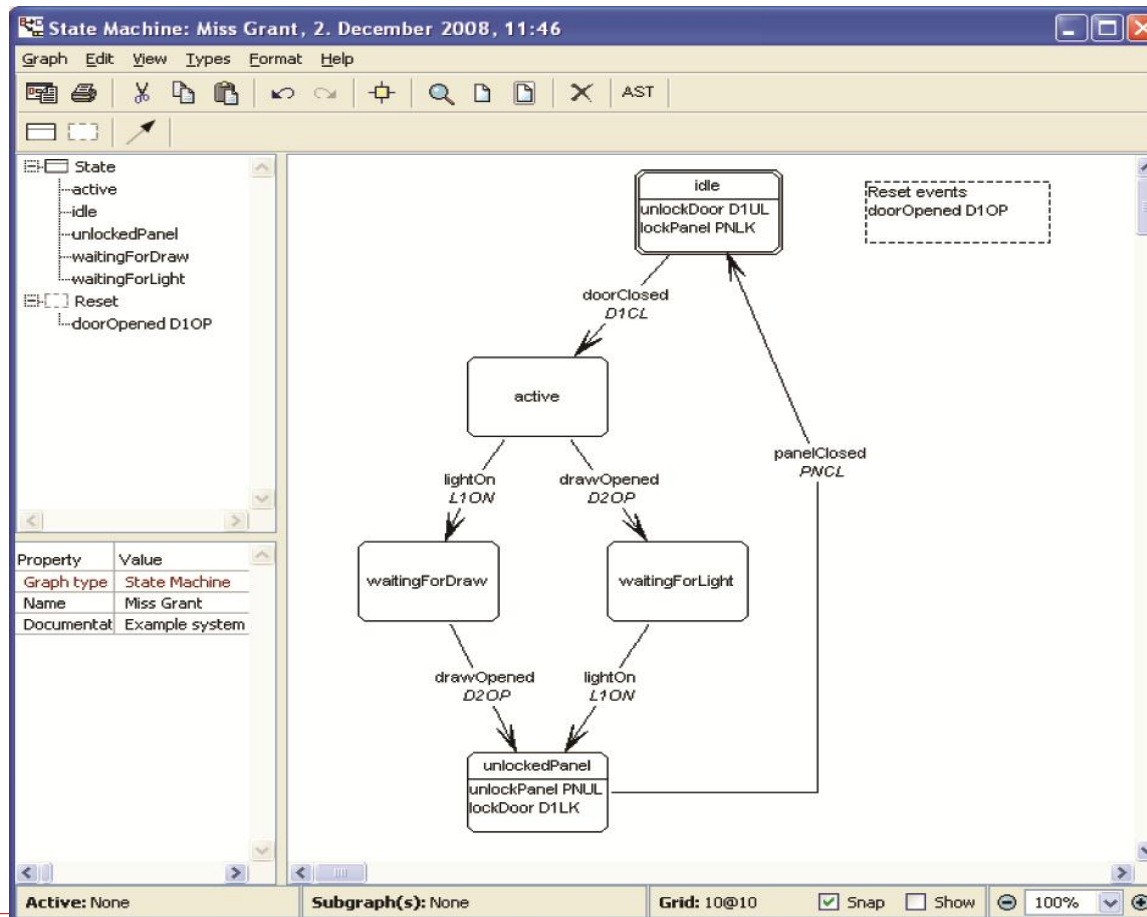 State Machine: Miss Grant, 2. December 2008, 11:46
Graph Edit View Types Format Help
AST
State
active
idle
unlockedPanel
waitingForDraw
waitingForLight
Reset
doorOpened D1OP
Property Value
Graph type State Machine
Name Miss Grant
Documentat Example system
idle
unlockDoor D1UL
lockPanel PNLK
Reset events
doorOpened D1OP
doorClosed
D1CL
active
panelClosed
PNCL
lightOn drawOpened
L1ON D2OP
waitingForDraw waitingForLight
drawOpened lightOn
D2OP L1ON
unlockedPanel
unlockPanel PNUL
lockDoor D1LK
Active: None Subgraph(s): None Grid: 10@10 Snap Show 100%